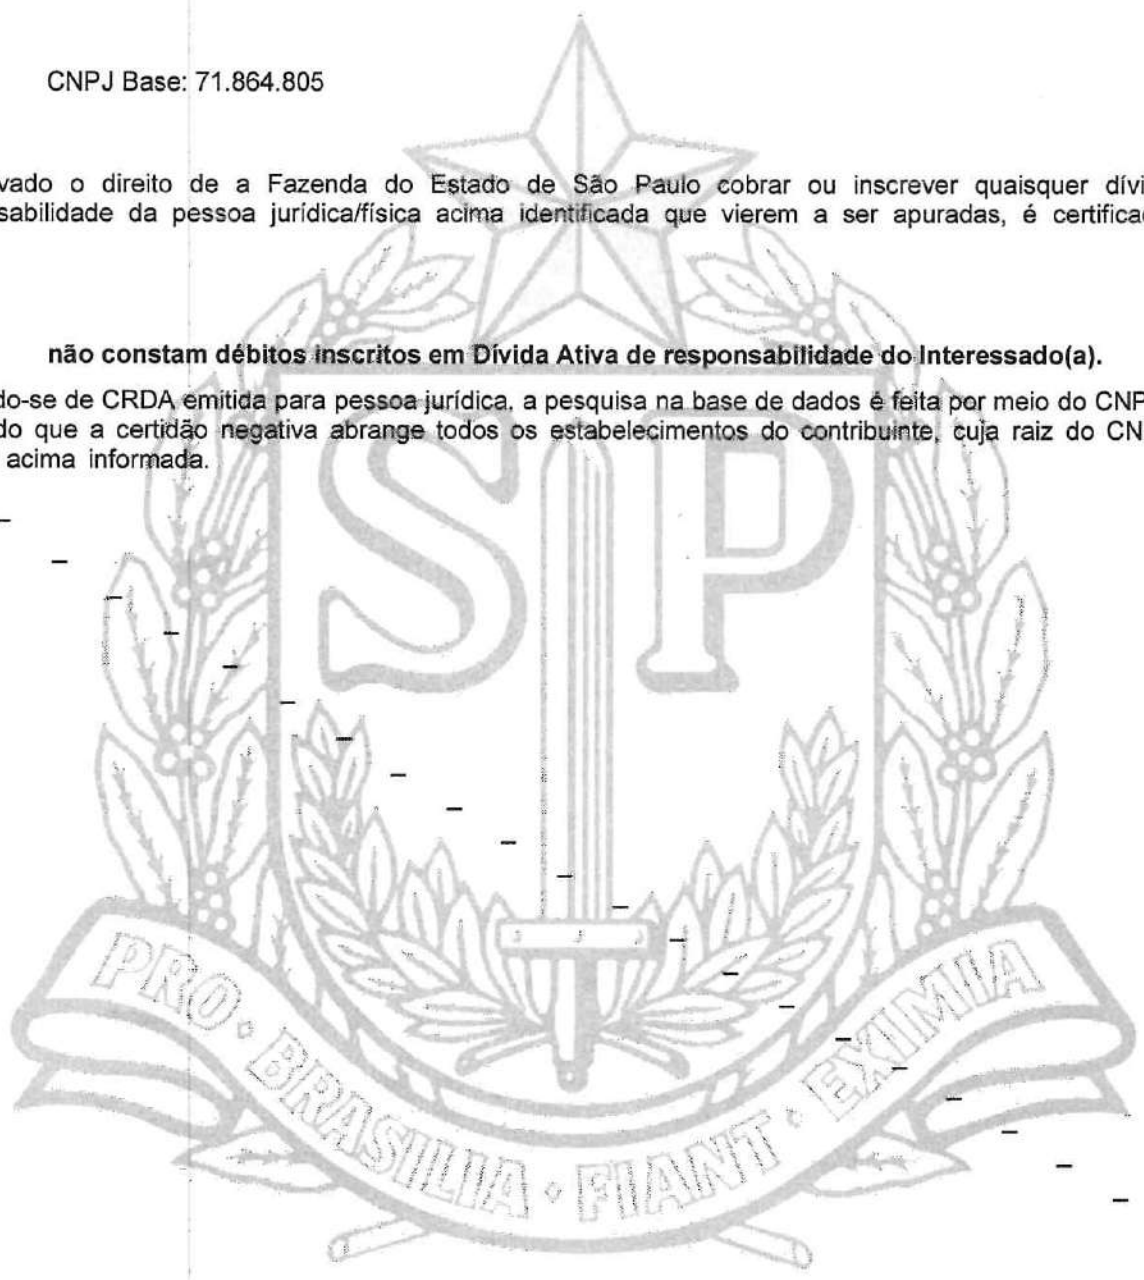 CNPJ Base: 71.864.805
vado o direito de a Fazenda do Estado de São Paulo cobrar ou inscrever quaisquer dívi
sabilidade da pessoa jurídica/física acima identificada que vierem a ser apuradas, é certifica
não constam débitos inscritos em Dívida Ativa de responsabilidade do Interessado(a).
do-se de CRDA emitida para pessoa jurídica, a pesquisa na base de dados é feita por meio do CNP
do que a certidão negativa abrange todos os estabelecimentos do contribuinte, cuja raiz do CN
acima informada.
SP
PRO BRASILIA FIANT EXIMIA